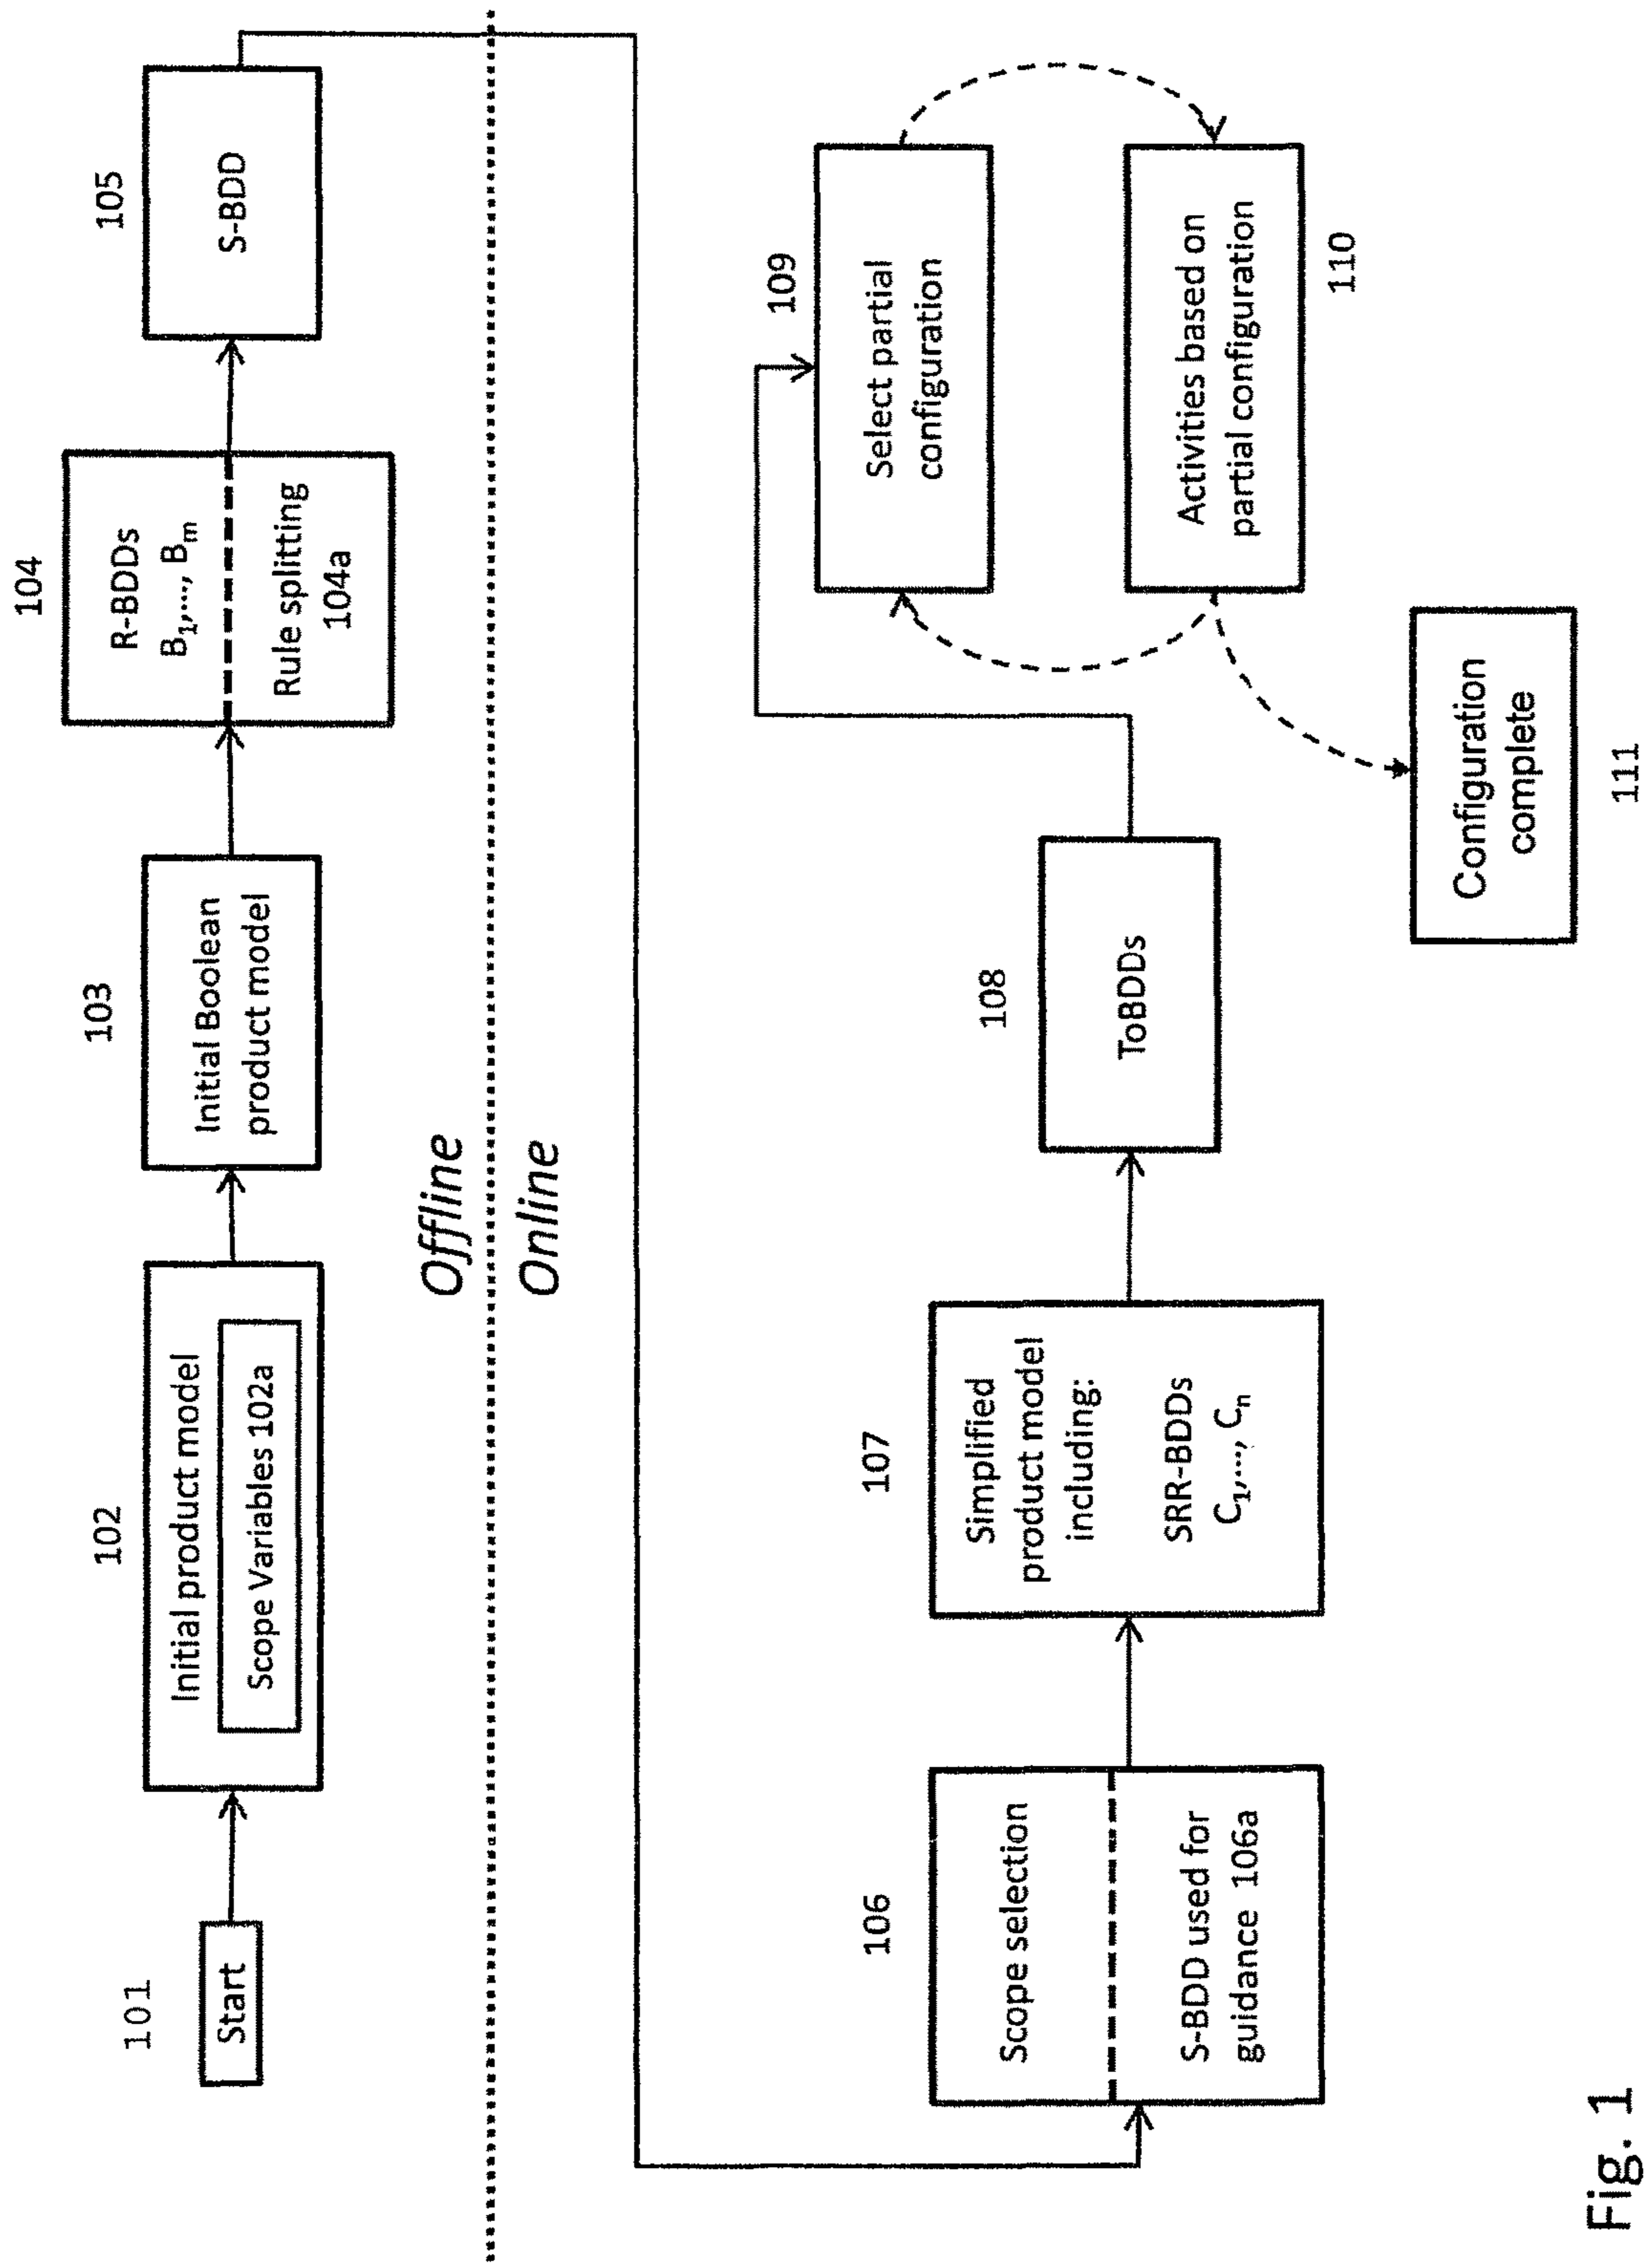 101
Start
102
Initial product model
Scope Variables 102a
103
Initial Boolean
product model
104
R-BDDs
B1,..., Bm
Rule splitting
104a
105
S-BDD
Offline
Online
106
Scope selection
S-BDD used for
guidance 106a
107
Simplified
product model
including:
SRR-BDDs
C1,..., Cn
108
ToBDDs
109
Select partial
configuration
Activities based on
partial configuration
110
Configuration
complete
111
Fig. 1